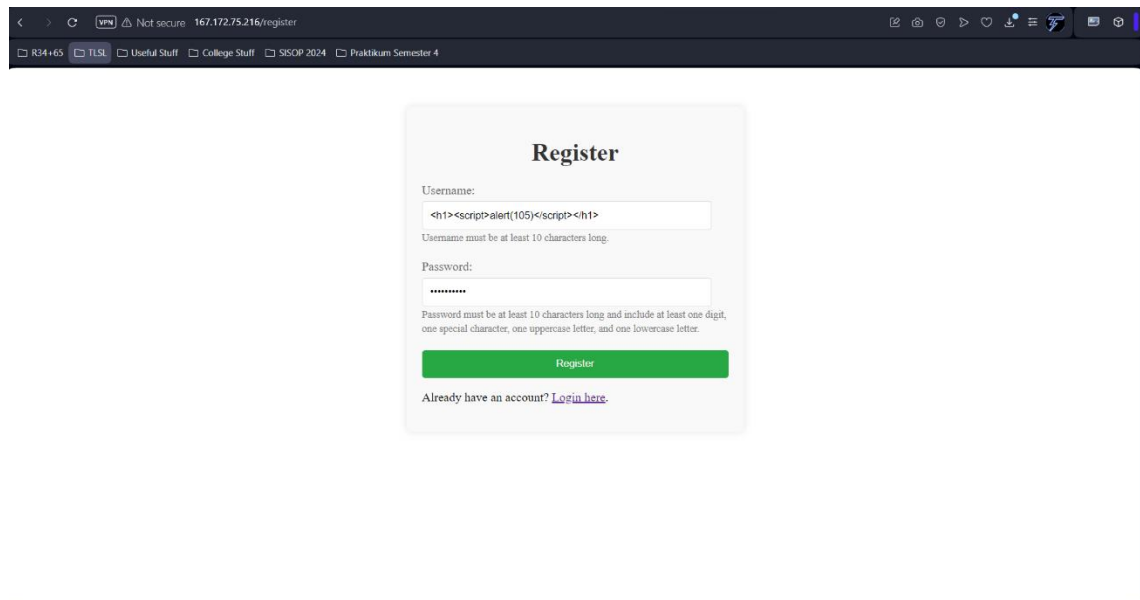 VPN Not secure 167.172.75.216/register
R34+65 TLSL Useful Stuff College Stuff SISOP 2024 Praktikum Semester 4
Register
Username:
<h1><script>alert(105)</script></h1>
Username must be at least 10 characters long.
Password:
••••••••••
Password must be at least 10 characters long and include at least one digit,
one special character, one uppercase letter, and one lowercase letter.
Register
Already have an account? Login here.